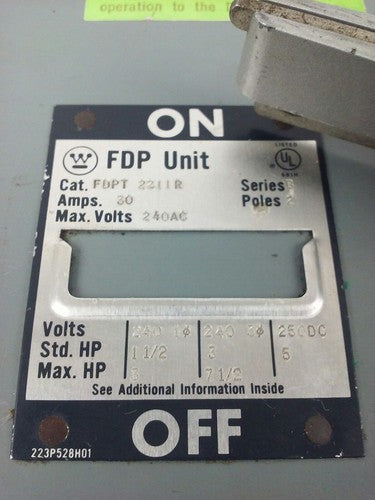 operation to the
ON
W FDP Unit LISTED UL
Cat. FDPT 2211R Series
Amps. 30 Poles 2
Max. Volts 240AC
Volts 240 1ø 240 3ø 250DC
Std. HP 1 1/2 3 5
Max. HP 3 7 1/2
See Additional Information Inside
OFF
223P528H01